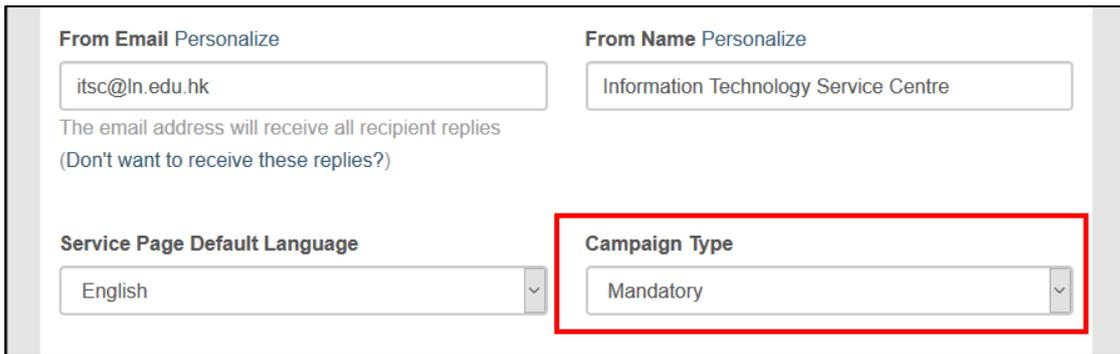 From Email Personalize
From Name Personalize
itsc@ln.edu.hk
Information Technology Service Centre
The email address will receive all recipient replies
(Don't want to receive these replies?)
Service Page Default Language
Campaign Type
English
Mandatory